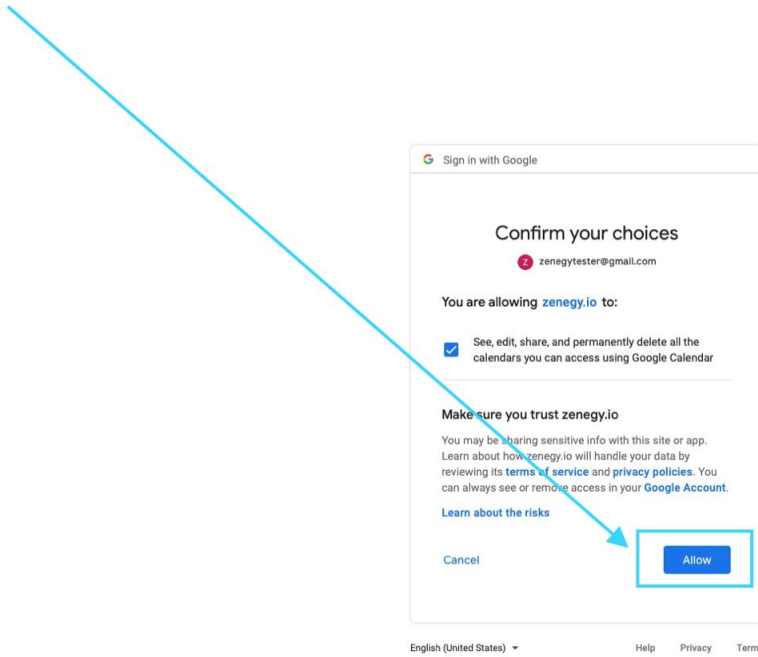 Sign in with Google
Confirm your choices
Z zenegytester@gmail.com
You are allowing zenegy.io to:
See, edit, share, and permanently delete all the
calendars you can access using Google Calendar
Make sure you trust zenegy.io
You may be sharing sensitive info with this site or app.
Learn about how zenegy.io will handle your data by
reviewing its terms of service and privacy policies. You
can always see or remove access in your Google Account.
Learn about the risks
Cancel Allow
English (United States) Help Privacy Term